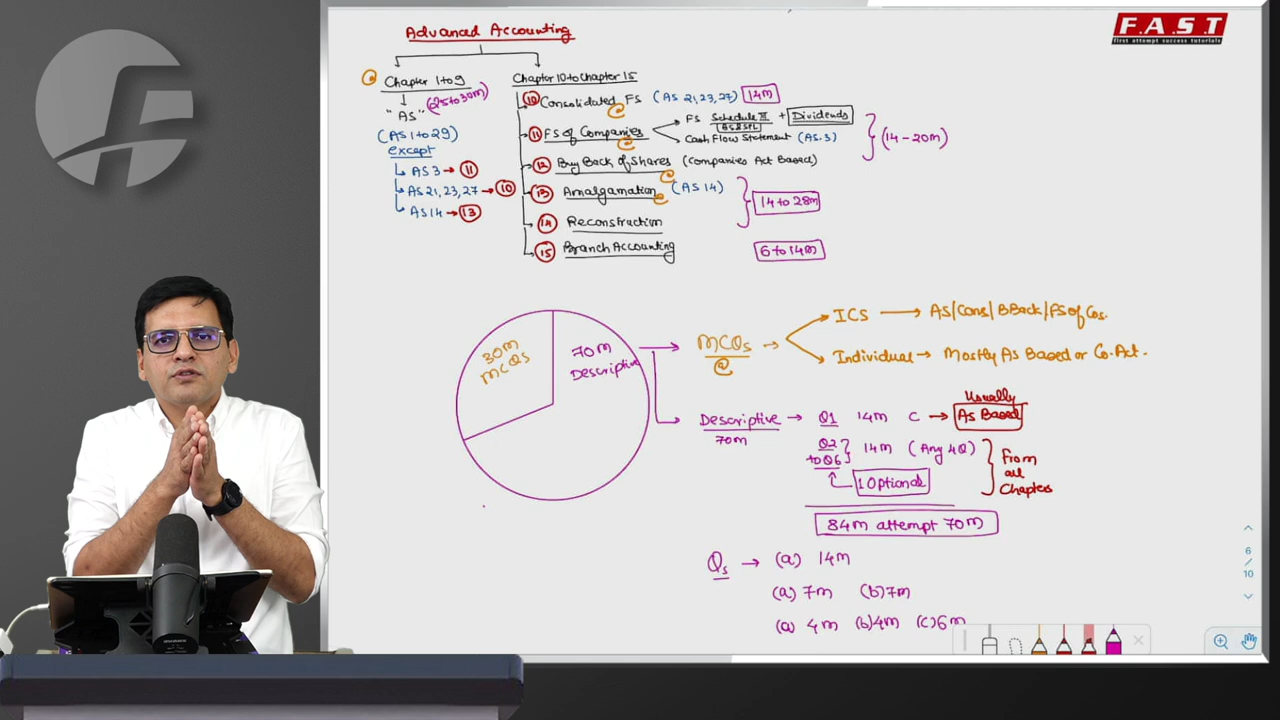 F.A.S.T
first attempt success tutorials
Advanced Accounting
Chapter 1 to 9
"AS" (25 to 30m)
(AS 1 to 29)
except
AS 3 → 11
AS 21, 23, 27 → 10
AS 14 → 13
Chapter 10 to Chapter 15
10 Consolidated FS (AS 21, 23, 27) 14m
11 FS of Companies
FS Schedule III + Dividends
BS & SPL
Cash Flow Statement (AS-3)
12 Buy Back of Shares (Companies Act Based)
(14-20m)
13 Amalgamation (AS 14)
14 Reconstruction
14 to 28m
15 Branch Accounting 6 to 14m
30m
MCQs
70m
Descriptive
MCQs →
ICS → AS/Cons/BBack/FS of Cos.
Individual → Mostly AS Based or Co. Act.
Descriptive → Q1 14m C → Usually AS Based
70m
Q2 to Q6 } 14m (Any 4Q)
1 Optional
From all Chapters
84m attempt 70m
Qs → (a) 14m
(a) 7m (b) 7m
(a) 4m (b) 4m (c) 6m
6
/
10